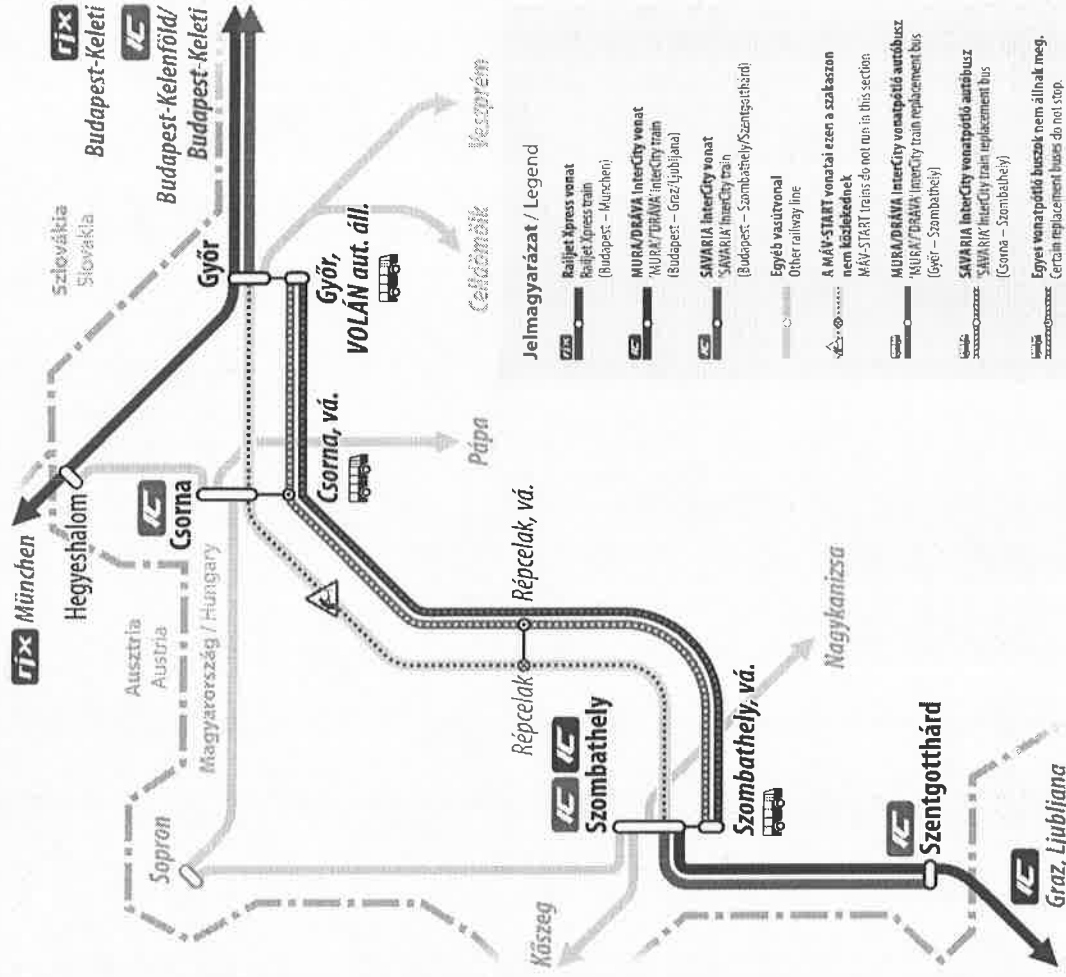 rjx München
rjx
Budapest-Keleti
IC
Budapest-Kelenföld/
Budapest-Keleti
Szlovákia
Slovakia
Hegyeshalom
Győr
Ausztria
Austria
Magyarország / Hungary
IC
Csorna
Győr,
VOLÁN aut. áll.
Csorna, vá.
Veszprém
Celldömölk
Pápa
Sopron
Répcelak
Répcelak, vá.
IC IC
Szombathely
Szombathely, vá.
Kőszeg
Nagykanizsa
IC
Szentgotthárd
IC
Graz, Ljubljana
Jelmagyarázat / Legend
rjx
Railjet Xpress vonat
Railjet Xpress train
(Budapest – München)
IC
MURA/DRÁVA InterCity vonat
'MURA'/'DRÁVA' InterCity train
(Budapest – Graz/Ljubljana)
IC
SAVARIA InterCity vonat
'SAVARIA' InterCity train
(Budapest – Szombathely/Szentgotthárd)
Egyéb vasútvonal
Other railway line
A MÁV-START vonatai ezen a szakaszon
nem közlekednek
MÁV-START trains do not run in this section
MURA/DRÁVA InterCity vonatpótló autóbusz
'MURA'/'DRÁVA' InterCity train replacement bus
(Győr – Szombathely)
SAVARIA InterCity vonatpótló autóbusz
'SAVARIA' InterCity train replacement bus
(Csorna – Szombathely)
Egyes vonatpótló buszok nem állnak meg.
Certain replacement buses do not stop.